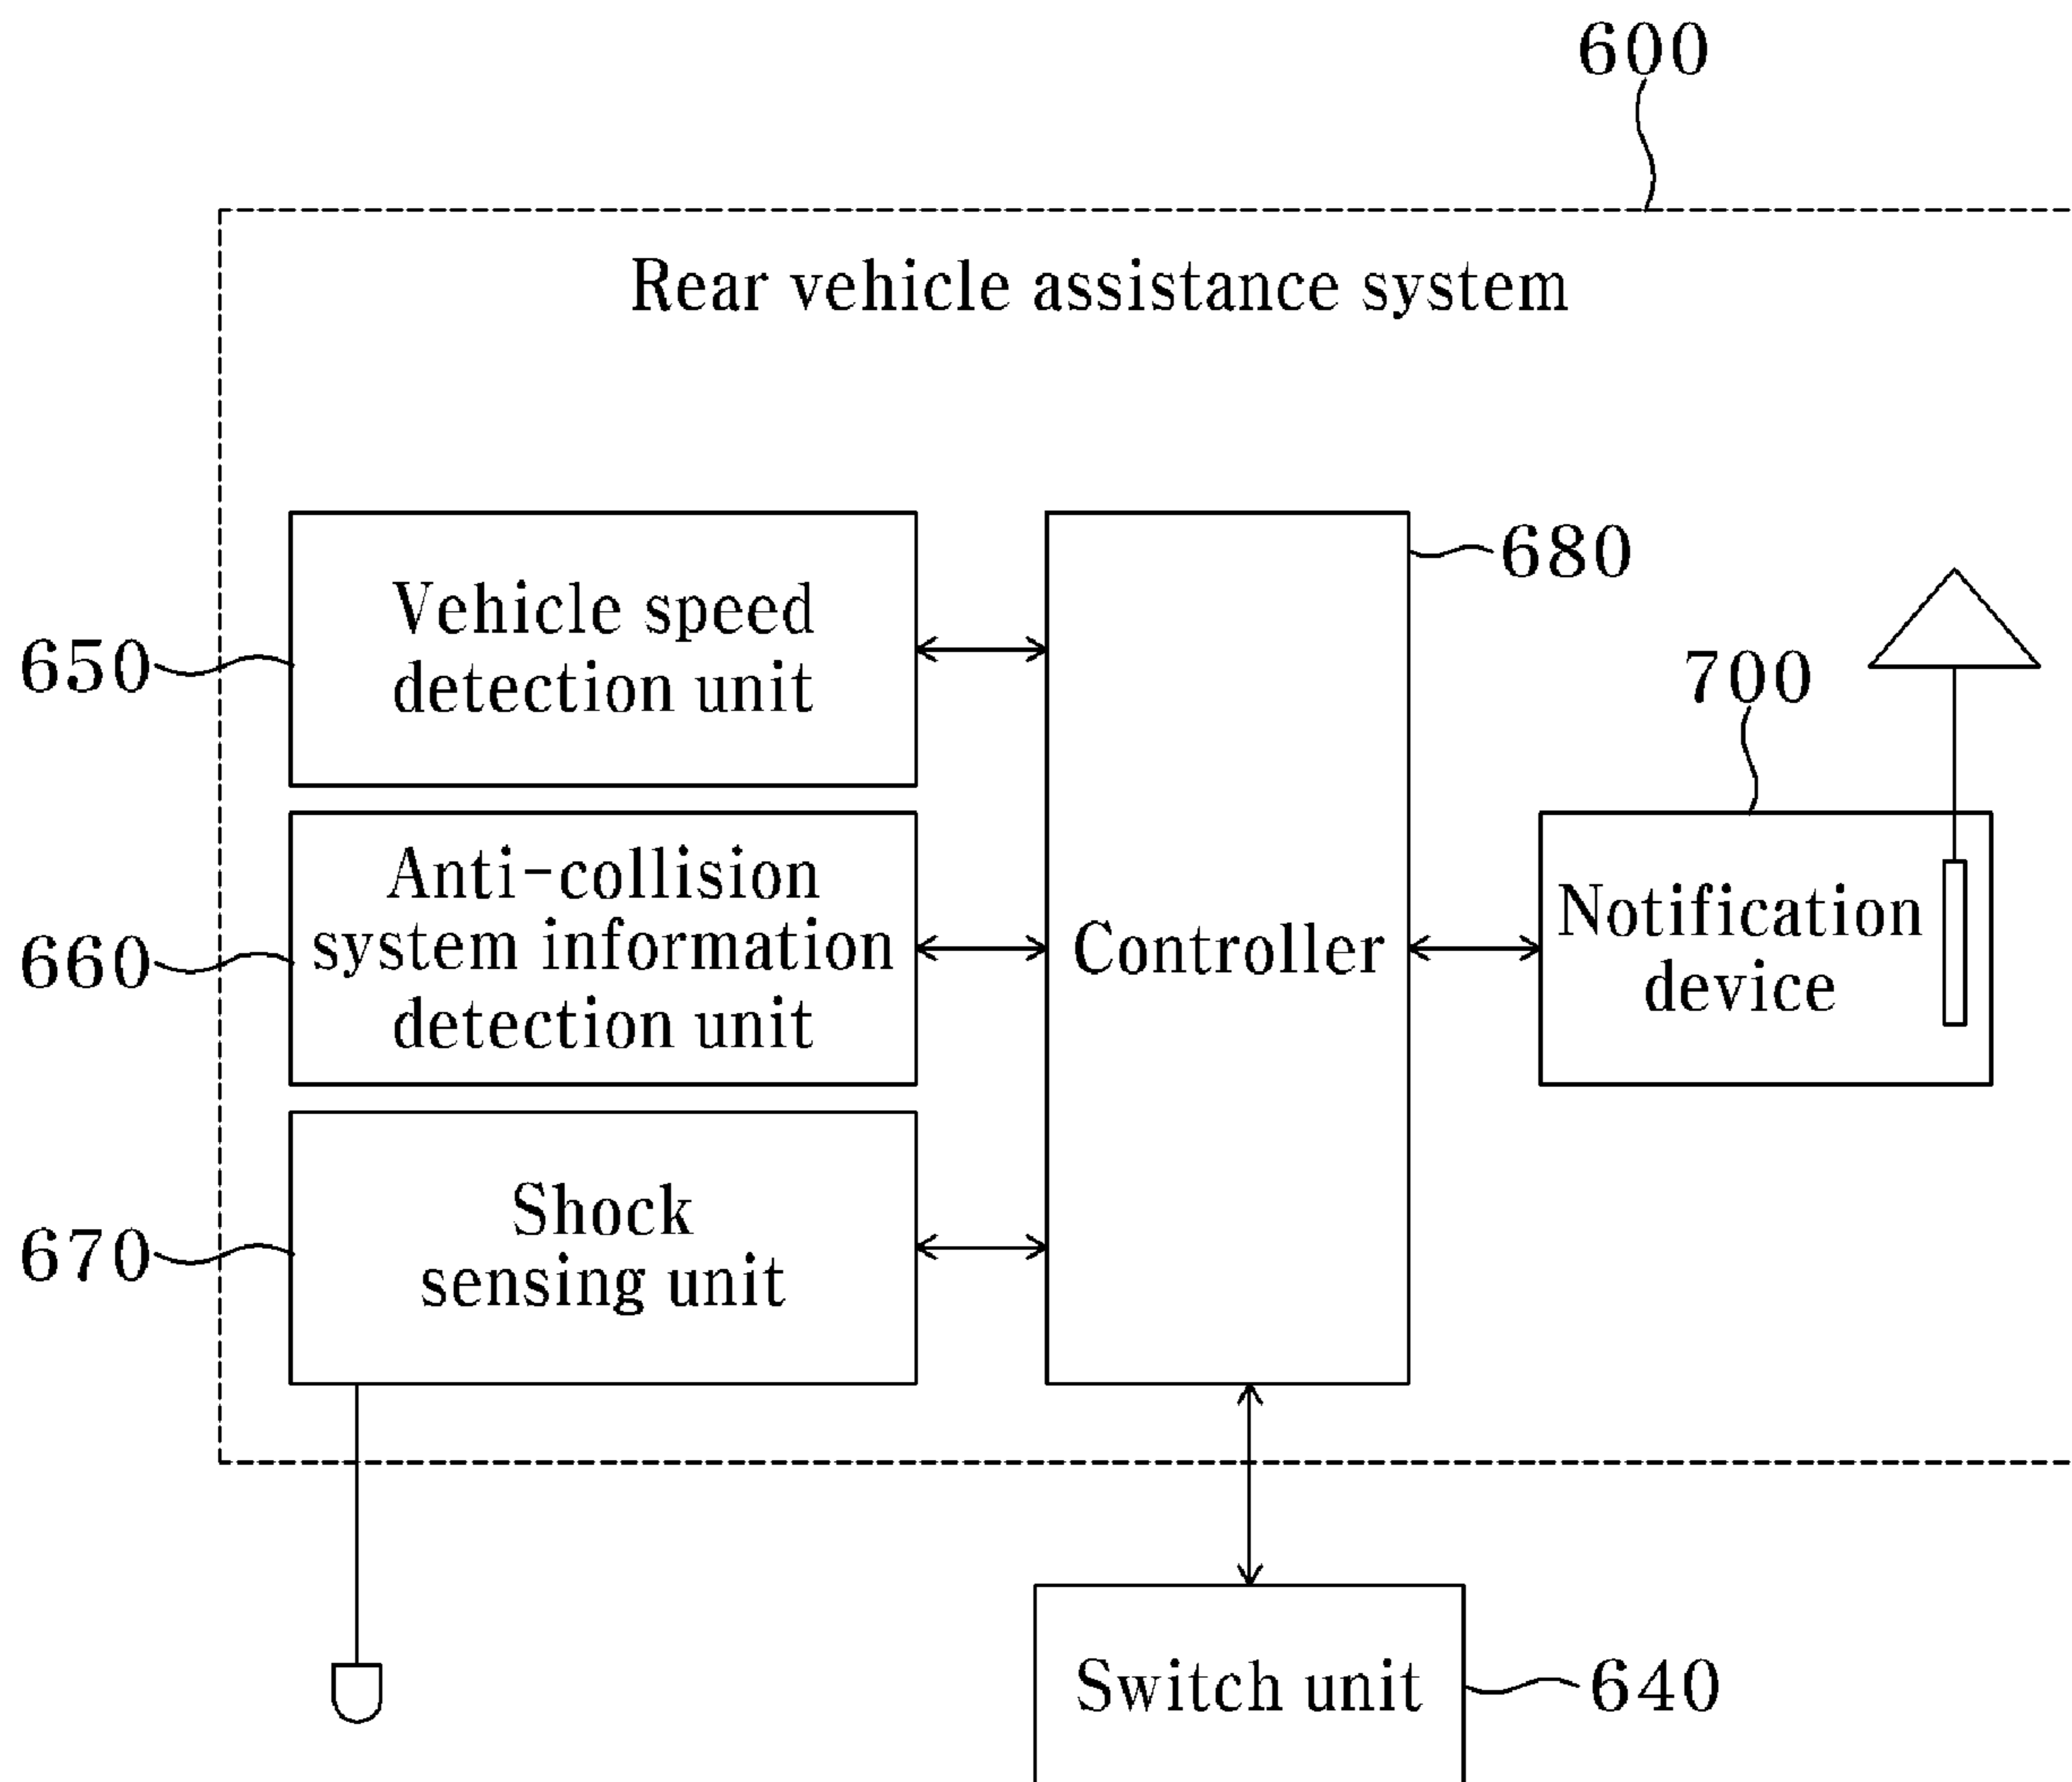 600
Rear vehicle assistance system
680
Vehicle speed
detection unit
650
700
Anti-collision
system information
detection unit
660
Controller
Notification
device
Shock
sensing unit
670
Switch unit
640